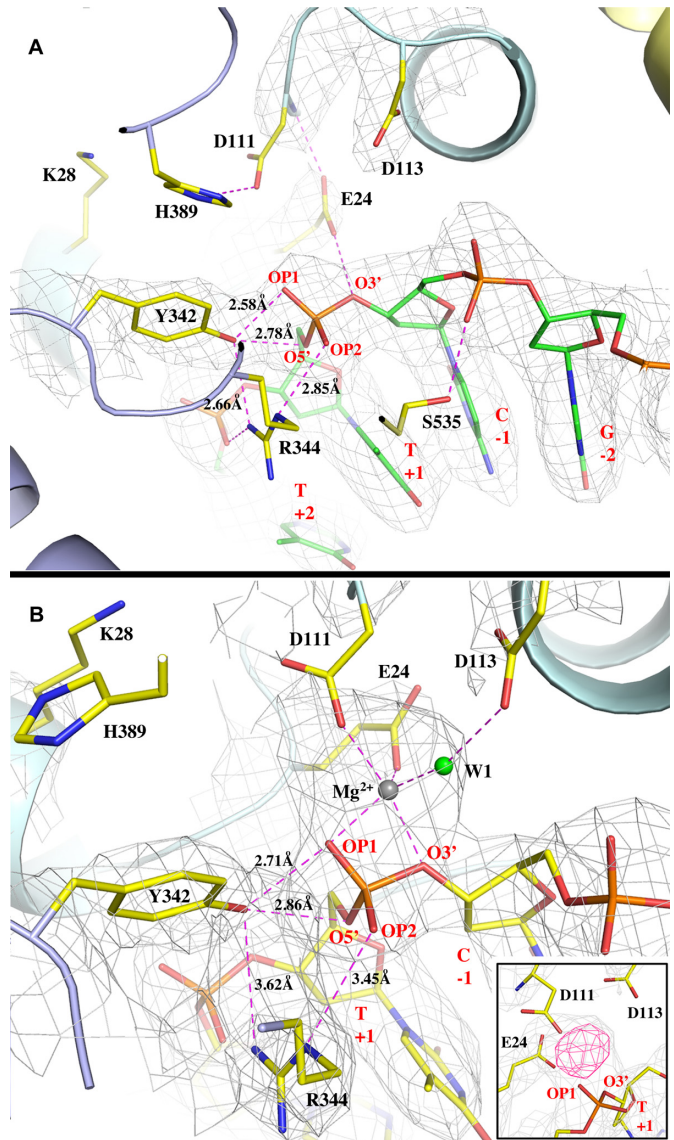 A
D111
D113
K28
H389
E24
OP1
O3'
Y342
2.58Å
2.78Å
O5'
OP2
2.85Å
2.66Å
S535
C
-1
R344
T
+1
G
-2
T
+2
B
K28
D111
E24
D113
H389
W1
Mg2+
OP1
2.71Å
O3'
Y342
2.86Å
O5'
OP2
C
-1
3.62Å
3.45Å
T
+1
R344
D111
D113
E24
OP1
O3'
T
+1